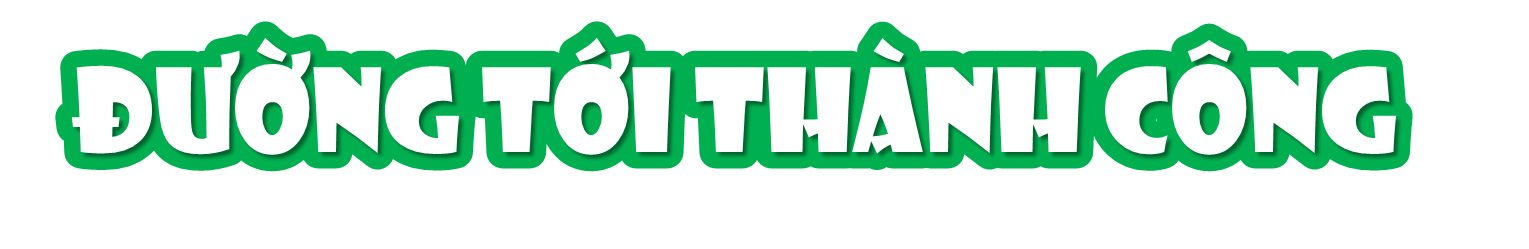 ĐƯỜNG TỚI THÀNH CÔNG